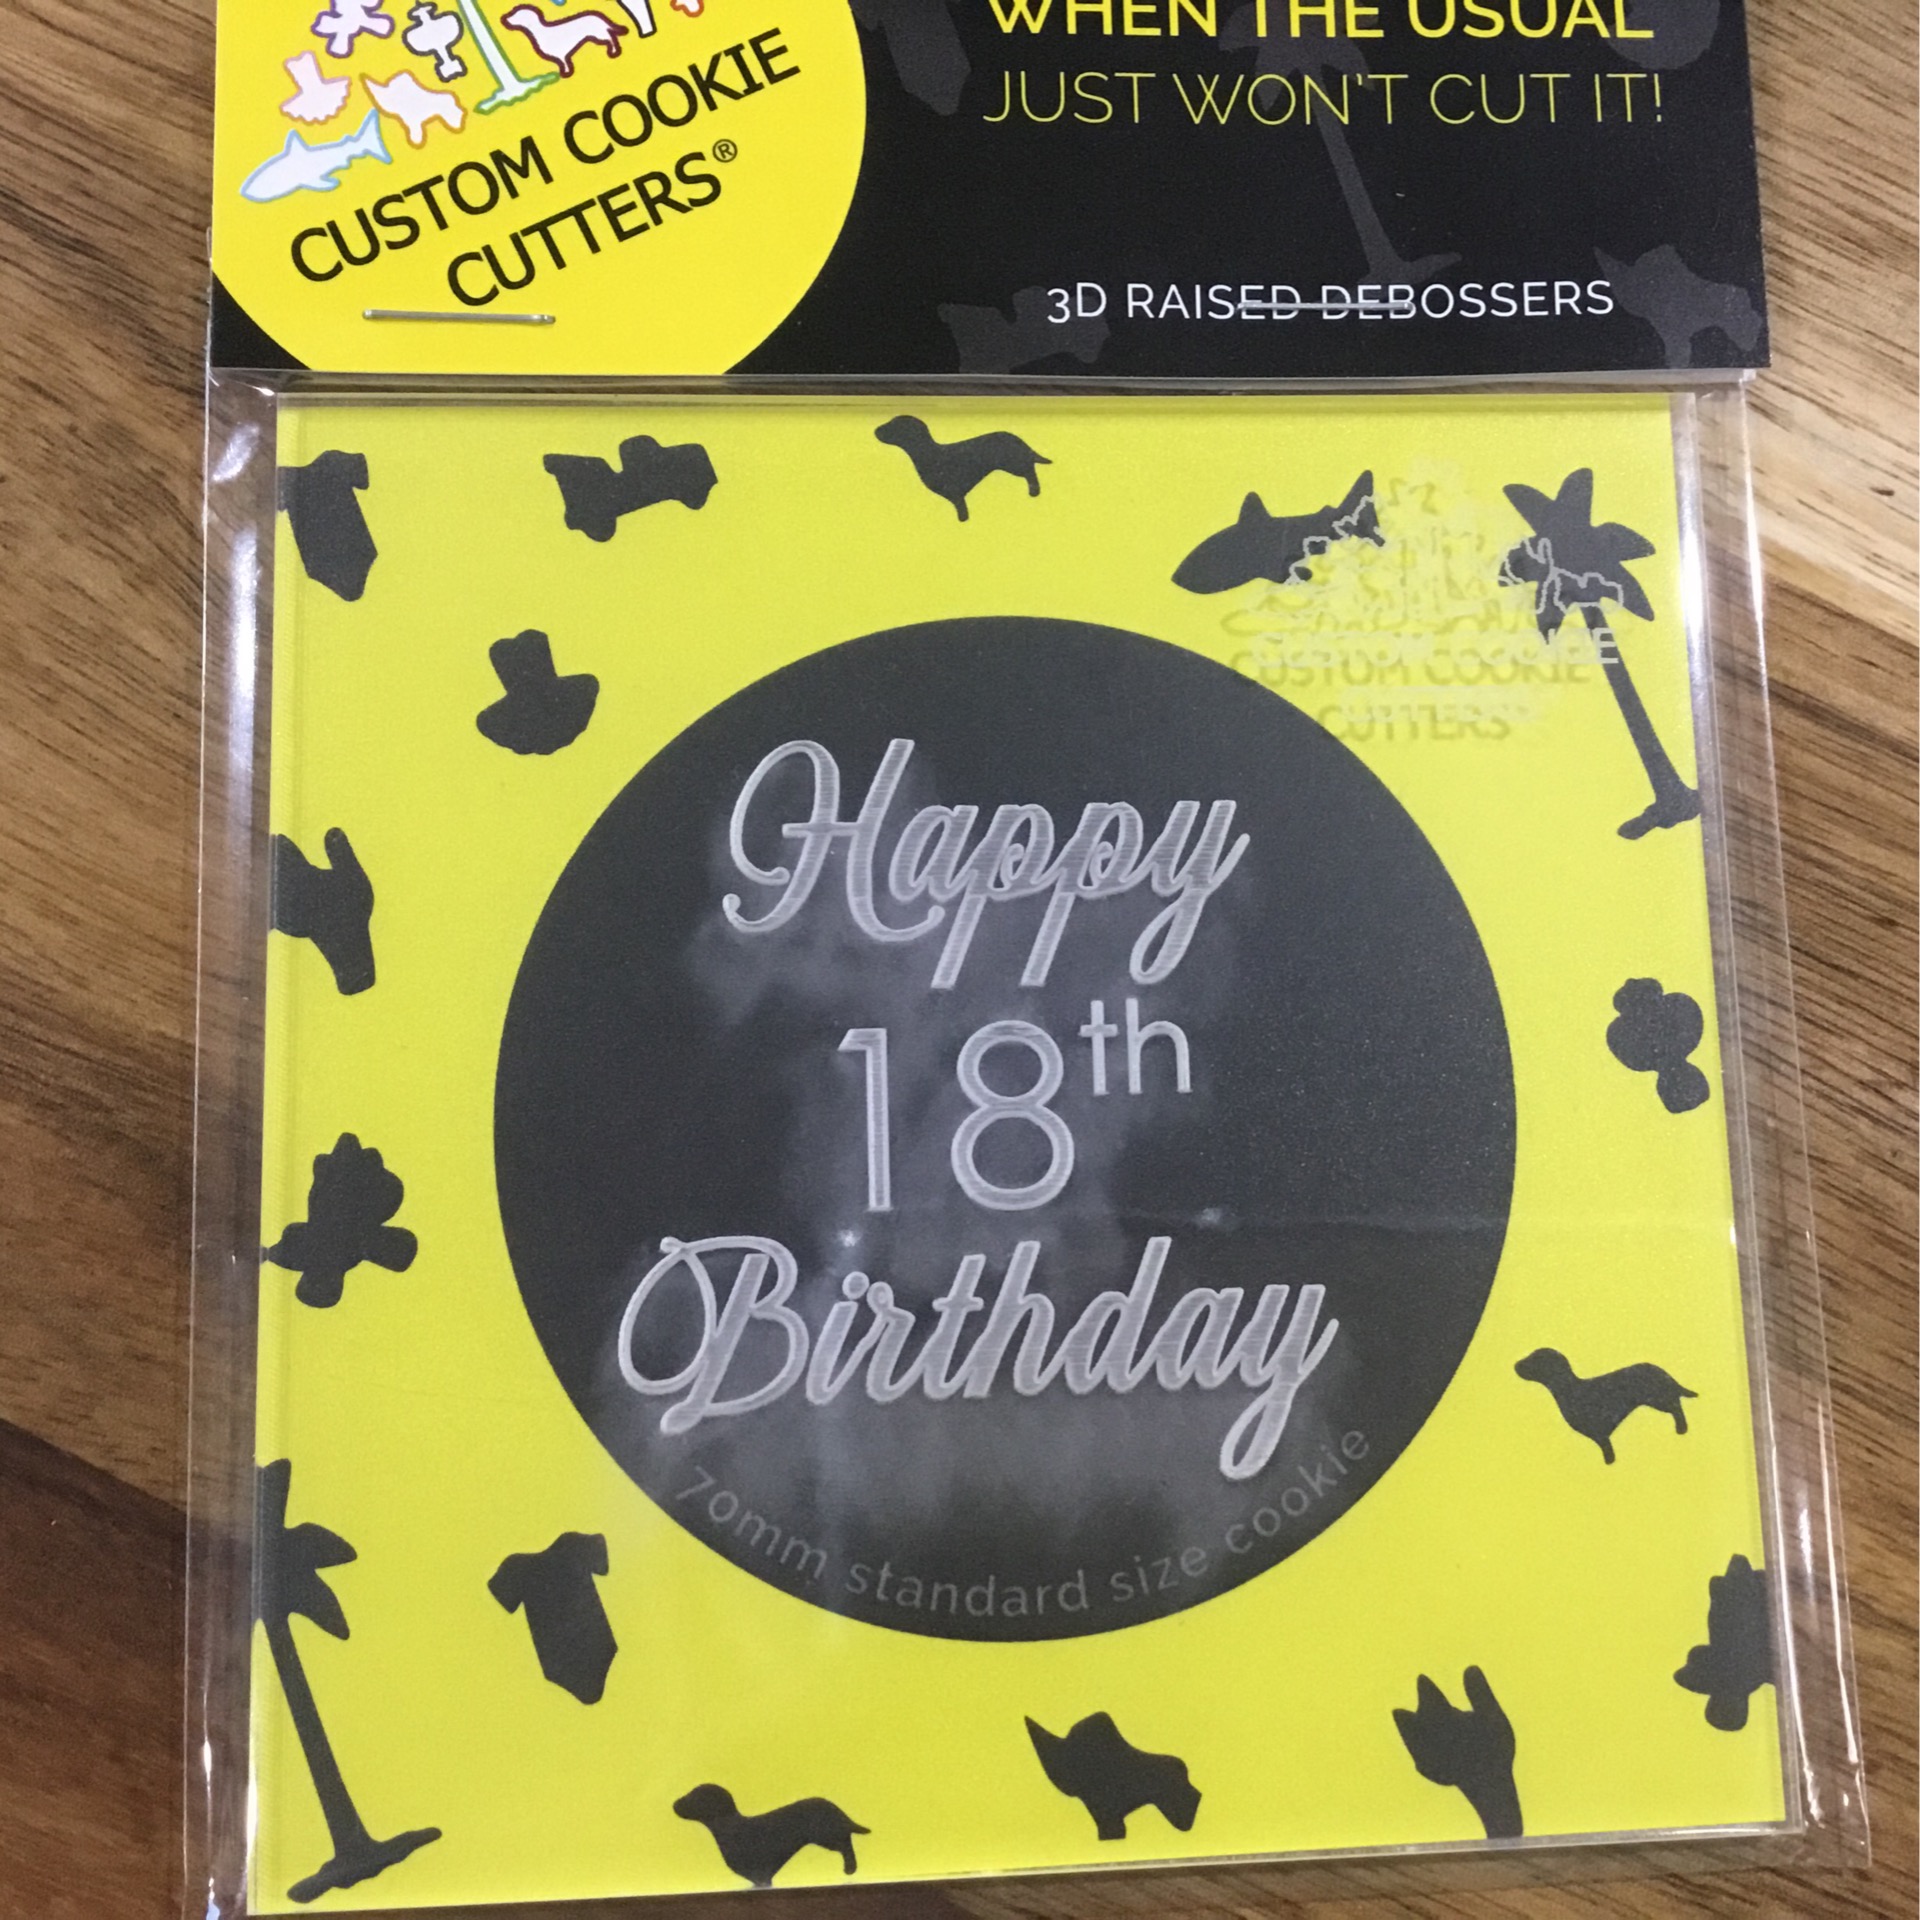 CUSTOM COOKIE
CUTTERS®
WHEN THE USUAL
JUST WON'T CUT IT!
3D RAISED DEBOSSERS
CUSTOM COOKIE
CUTTERS
Happy
18th
Birthday
70mm standard size cookie